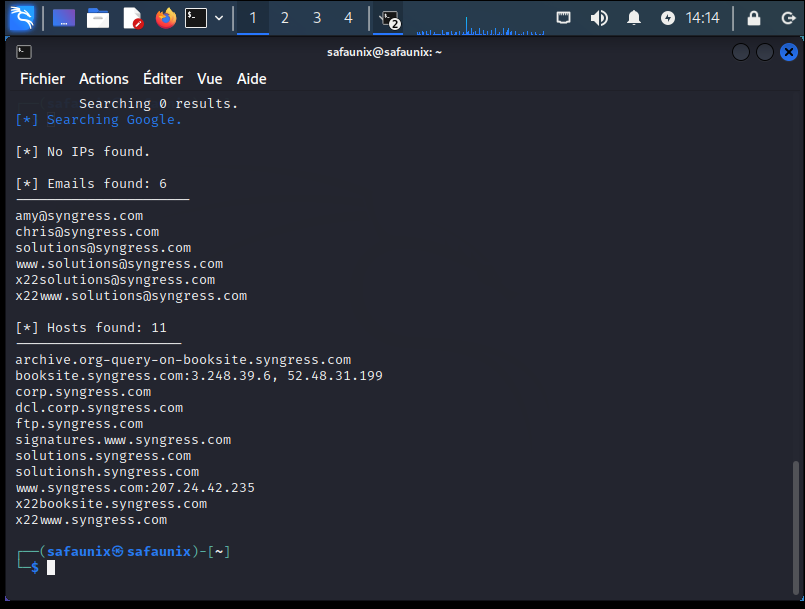 1 2 3 4 2 14:14
safaunix@safaunix: ~
Fichier Actions Éditer Vue Aide
Searching 0 results.
[*] Searching Google.
[*] No IPs found.
[*] Emails found: 6
----------------------
amy@syngress.com
chris@syngress.com
solutions@syngress.com
www.solutions@syngress.com
x22solutions@syngress.com
x22www.solutions@syngress.com
[*] Hosts found: 11
---------------------
archive.org-query-on-booksite.syngress.com
booksite.syngress.com:3.248.39.6, 52.48.31.199
corp.syngress.com
dcl.corp.syngress.com
ftp.syngress.com
signatures.www.syngress.com
solutions.syngress.com
solutionsh.syngress.com
www.syngress.com:207.24.42.235
x22booksite.syngress.com
x22www.syngress.com
┌──(safaunix㉿safaunix)-[~]
└─$